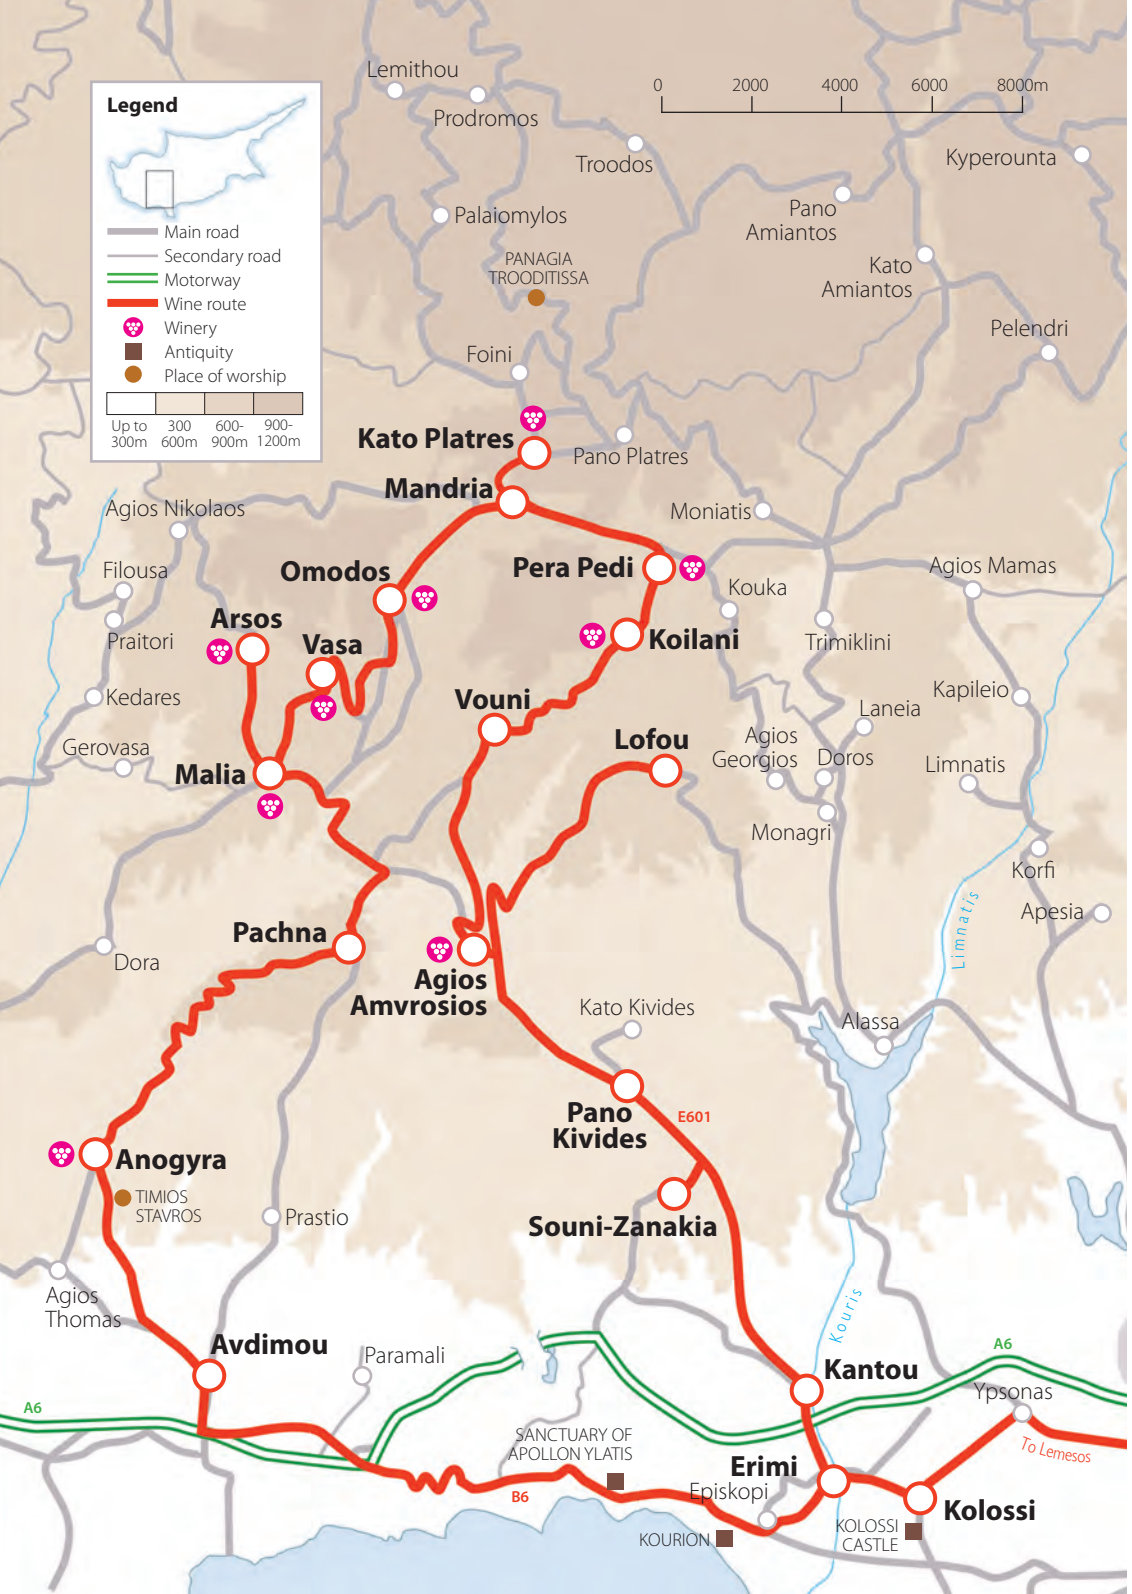 Lemithou
Prodromos
0 2000 4000 6000 8000m
Legend
Main road
Secondary road
Motorway
Wine route
Winery
Antiquity
Place of worship
Up to
300m
300
600m
600-
900m
900-
1200m
Troodos
Kyperounta
Palaiomylos
Pano
Amiantos
PANAGIA
TROODITISSA
Kato
Amiantos
Pelendri
Foini
Kato Platres
Pano Platres
Mandria
Agios Nikolaos
Moniatis
Filousa
Omodos
Pera Pedi
Agios Mamas
Kouka
Arsos
Praitori
Vasa
Koilani
Trimiklini
Kedares
Vouni
Kapileio
Laneia
Gerovasa
Lofou
Agios
Georgios
Doros
Malia
Limnatis
Monagri
Korfi
Apesia
Limnatis
Pachna
Dora
Agios
Amvrosios
Kato Kivides
Alassa
Pano
Kivides
E601
Anogyra
TIMIOS
STAVROS
Prastio
Souni-Zanakia
Agios
Thomas
Kouris
Avdimou
Paramali
A6
Kantou
Ypsonas
A6
SANCTUARY OF
APOLLON YLATIS
To Lemesos
Erimi
Episkopi
B6
Kolossi
KOURION
KOLOSSI
CASTLE